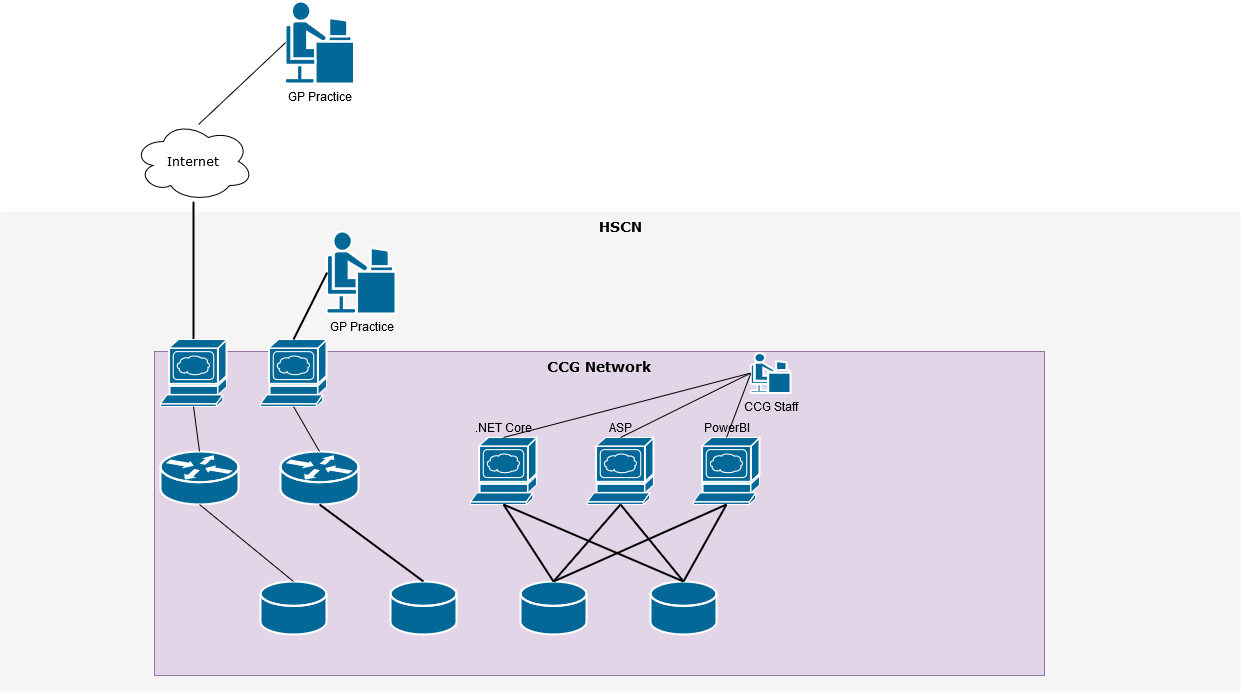 GP Practice
Internet
HSCN
GP Practice
CCG Network
CCG Staff
.NET Core
ASP
PowerBI